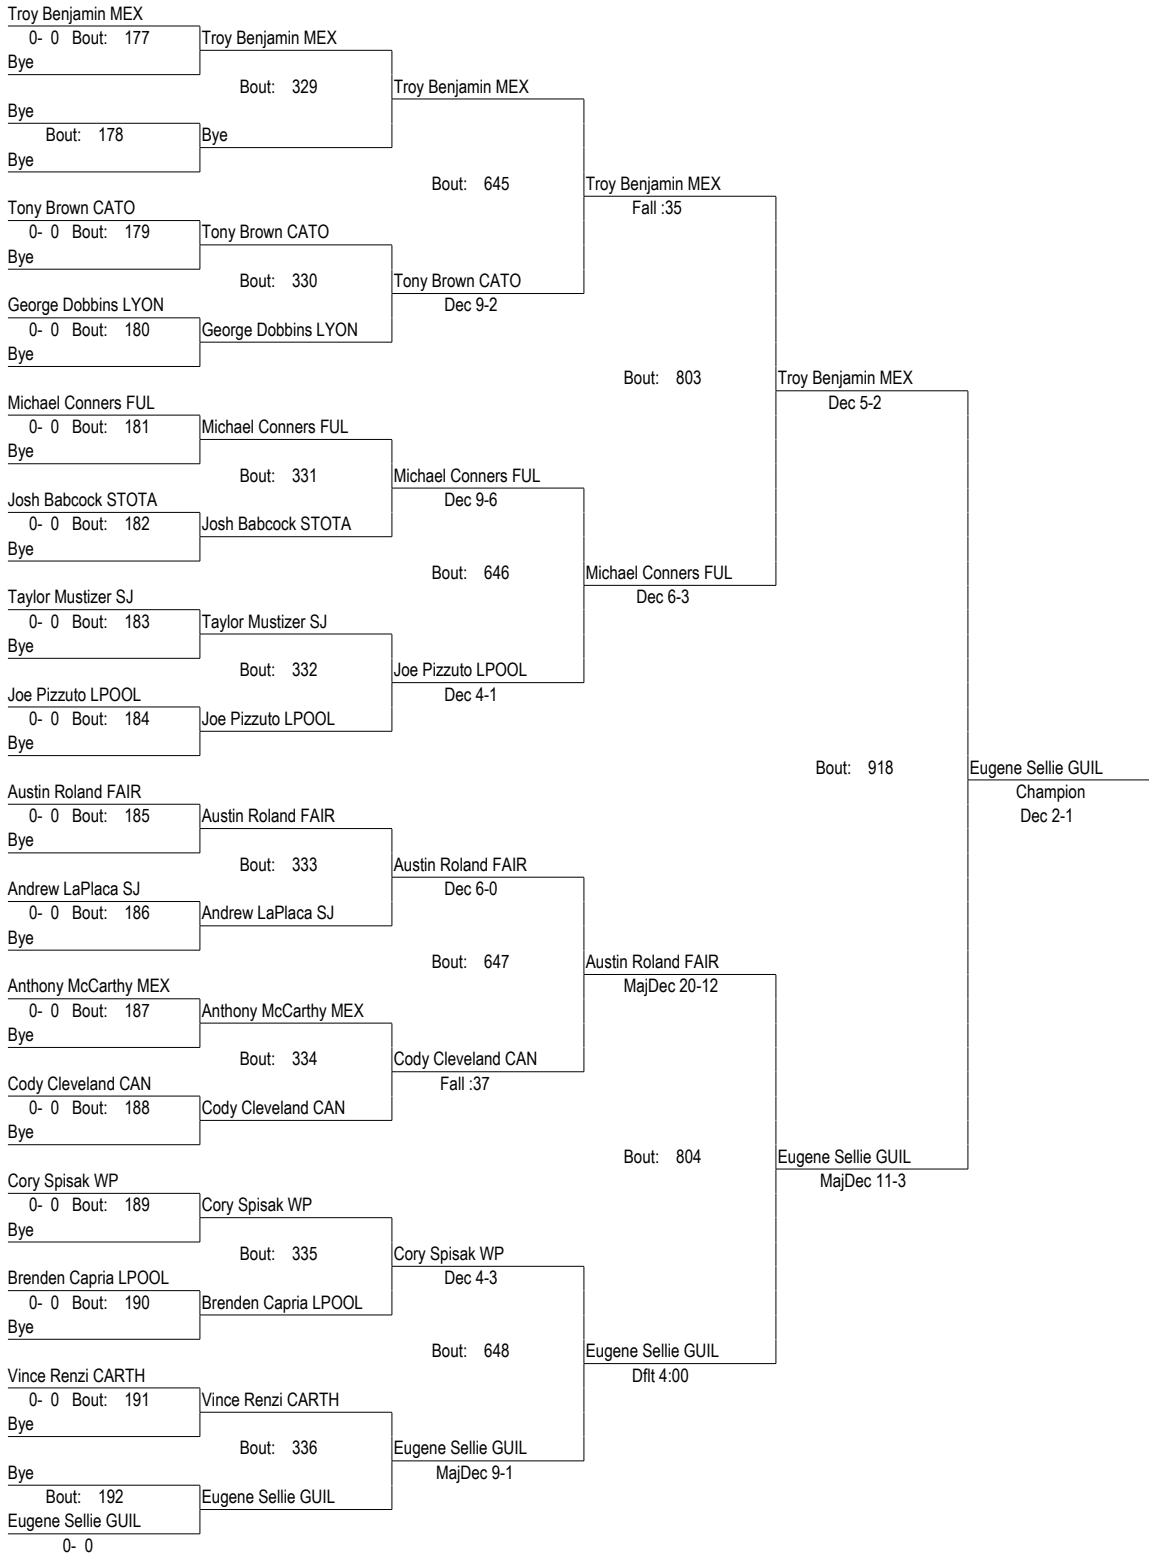 Troy Benjamin MEX
0- 0 Bout: 177 Troy Benjamin MEX
Bye
Bout: 329 Troy Benjamin MEX
Bye
Bout: 178 Bye
Bye
Bout: 645 Troy Benjamin MEX
Tony Brown CATO Fall :35
0- 0 Bout: 179 Tony Brown CATO
Bye
Bout: 330 Tony Brown CATO
George Dobbins LYON Dec 9-2
0- 0 Bout: 180 George Dobbins LYON
Bye
Bout: 803 Troy Benjamin MEX
Michael Conners FUL Dec 5-2
0- 0 Bout: 181 Michael Conners FUL
Bye
Bout: 331 Michael Conners FUL
Josh Babcock STOTA Dec 9-6
0- 0 Bout: 182 Josh Babcock STOTA
Bye
Bout: 646 Michael Conners FUL
Taylor Mustizer SJ Dec 6-3
0- 0 Bout: 183 Taylor Mustizer SJ
Bye
Bout: 332 Joe Pizzuto LPOOL
Joe Pizzuto LPOOL Dec 4-1
0- 0 Bout: 184 Joe Pizzuto LPOOL
Bye
Bout: 918 Eugene Sellie GUIL
Austin Roland FAIR Champion
0- 0 Bout: 185 Austin Roland FAIR Dec 2-1
Bye
Bout: 333 Austin Roland FAIR
Andrew LaPlaca SJ Dec 6-0
0- 0 Bout: 186 Andrew LaPlaca SJ
Bye
Bout: 647 Austin Roland FAIR
Anthony McCarthy MEX MajDec 20-12
0- 0 Bout: 187 Anthony McCarthy MEX
Bye
Bout: 334 Cody Cleveland CAN
Cody Cleveland CAN Fall :37
0- 0 Bout: 188 Cody Cleveland CAN
Bye
Bout: 804 Eugene Sellie GUIL
Cory Spisak WP MajDec 11-3
0- 0 Bout: 189 Cory Spisak WP
Bye
Bout: 335 Cory Spisak WP
Brenden Capria LPOOL Dec 4-3
0- 0 Bout: 190 Brenden Capria LPOOL
Bye
Bout: 648 Eugene Sellie GUIL
Vince Renzi CARTH Dflt 4:00
0- 0 Bout: 191 Vince Renzi CARTH
Bye
Bout: 336 Eugene Sellie GUIL
Bye MajDec 9-1
Bout: 192 Eugene Sellie GUIL
Eugene Sellie GUIL
0- 0